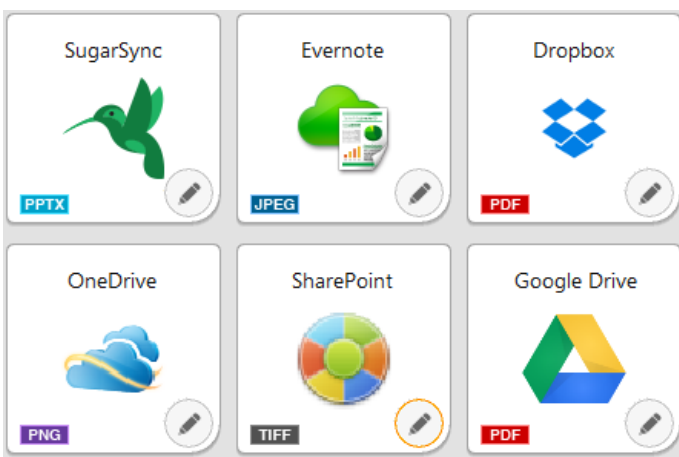 SugarSync
Evernote
Dropbox
PPTX
JPEG
PDF
OneDrive
SharePoint
Google Drive
PNG
TIFF
PDF